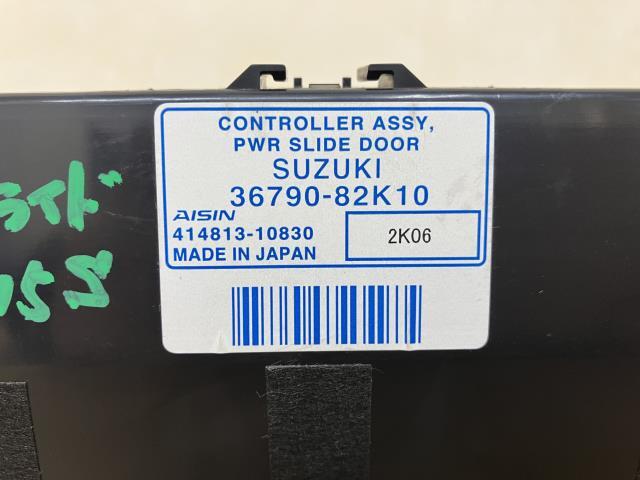 CONTROLLER ASSY,
PWR SLIDE DOOR
SUZUKI
36790-82K10
AISIN
414813-10830
2K06
MADE IN JAPAN